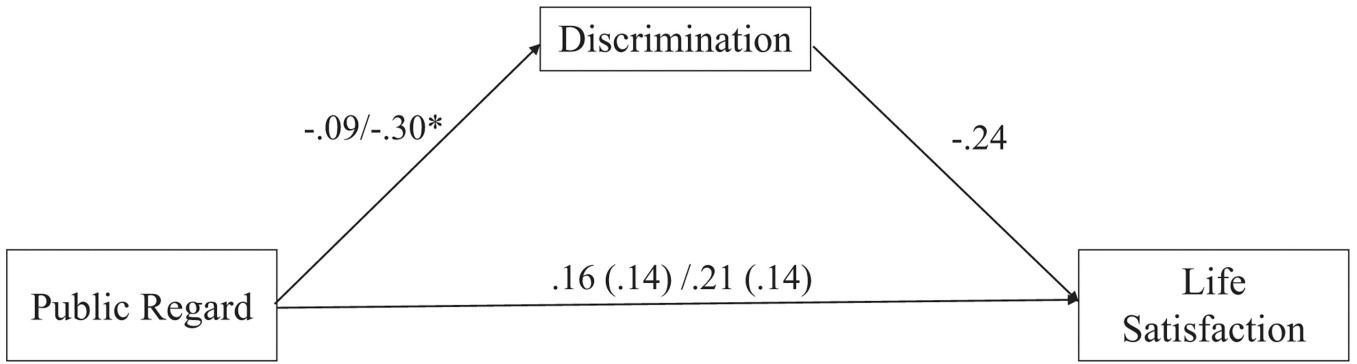 Discrimination
-.09/-.30*
-.24
.16 (.14) /.21 (.14)
Public Regard
Life
Satisfaction